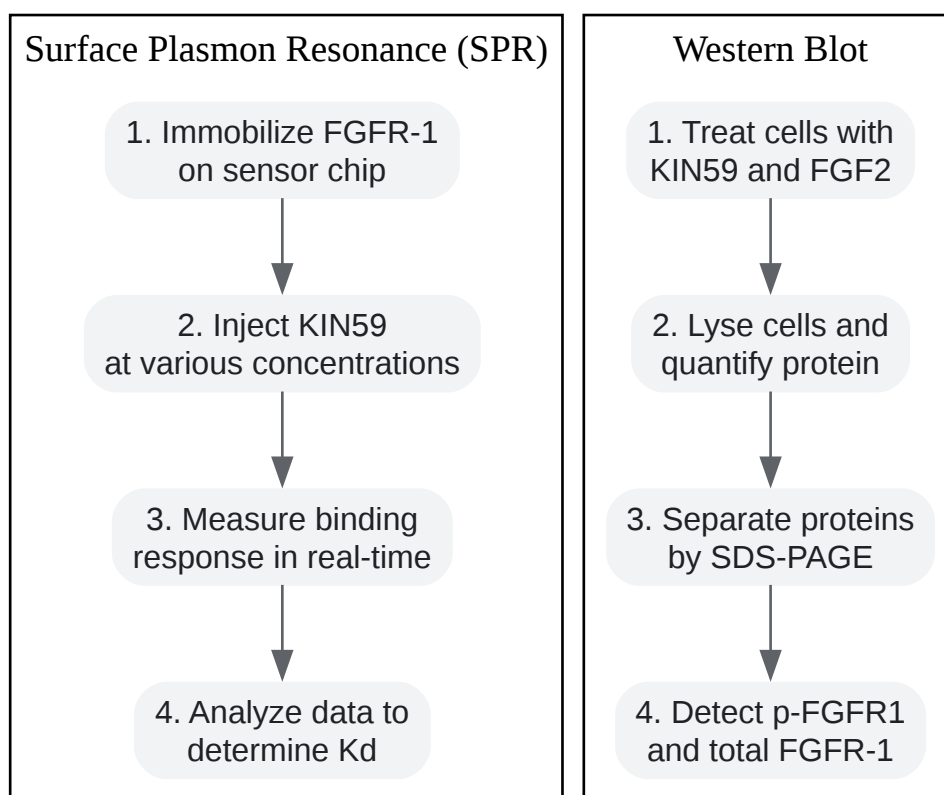 Surface Plasmon Resonance (SPR)
1. Immobilize FGFR-1
on sensor chip
2. Inject KIN59
at various concentrations
3. Measure binding
response in real-time
4. Analyze data to
determine Kd
Western Blot
1. Treat cells with
KIN59 and FGF2
2. Lyse cells and
quantify protein
3. Separate proteins
by SDS-PAGE
4. Detect p-FGFR1
and total FGFR-1